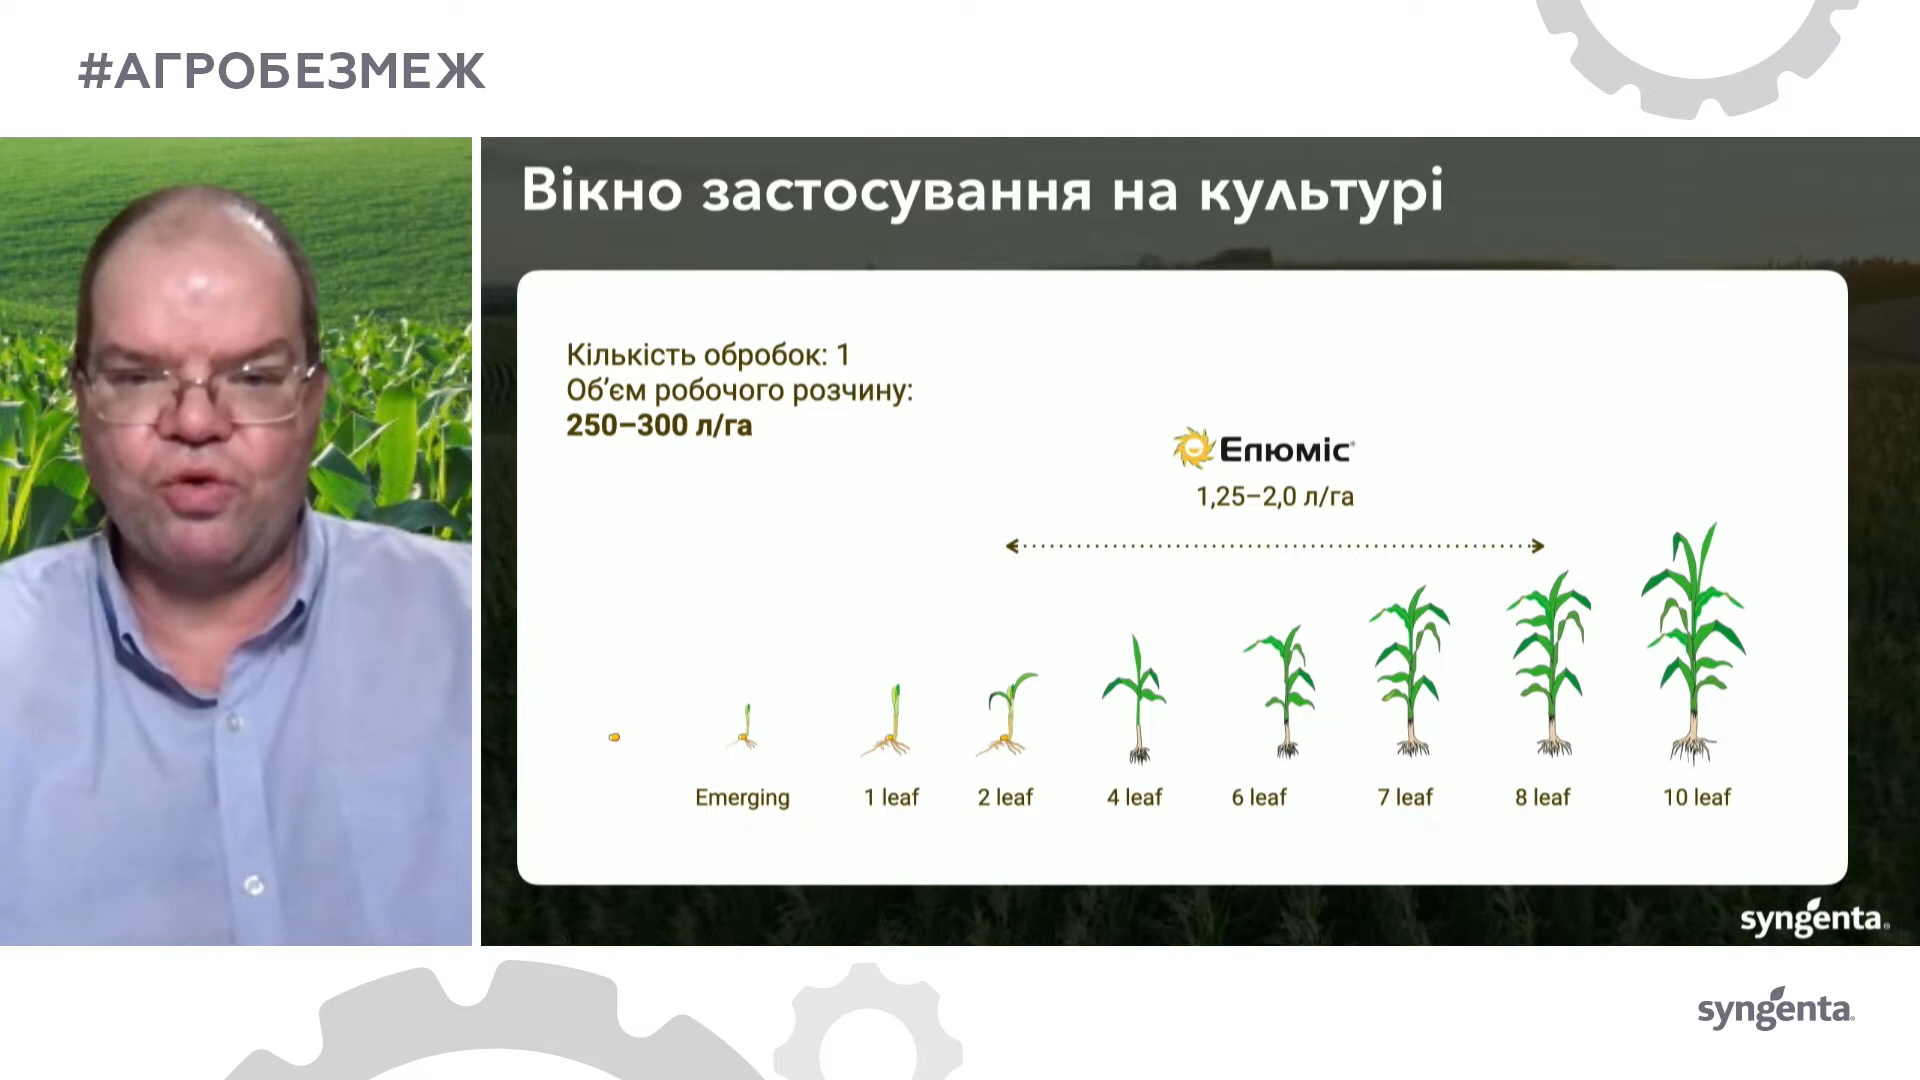 #АГРОБЕЗМЕЖ
Вікно застосування на культурі
Кількість обробок: 1
Об’єм робочого розчину:
250–300 л/га
Елюміс®
1,25–2,0 л/га
Emerging
1 leaf
2 leaf
4 leaf
6 leaf
7 leaf
8 leaf
10 leaf
syngenta®
syngenta®